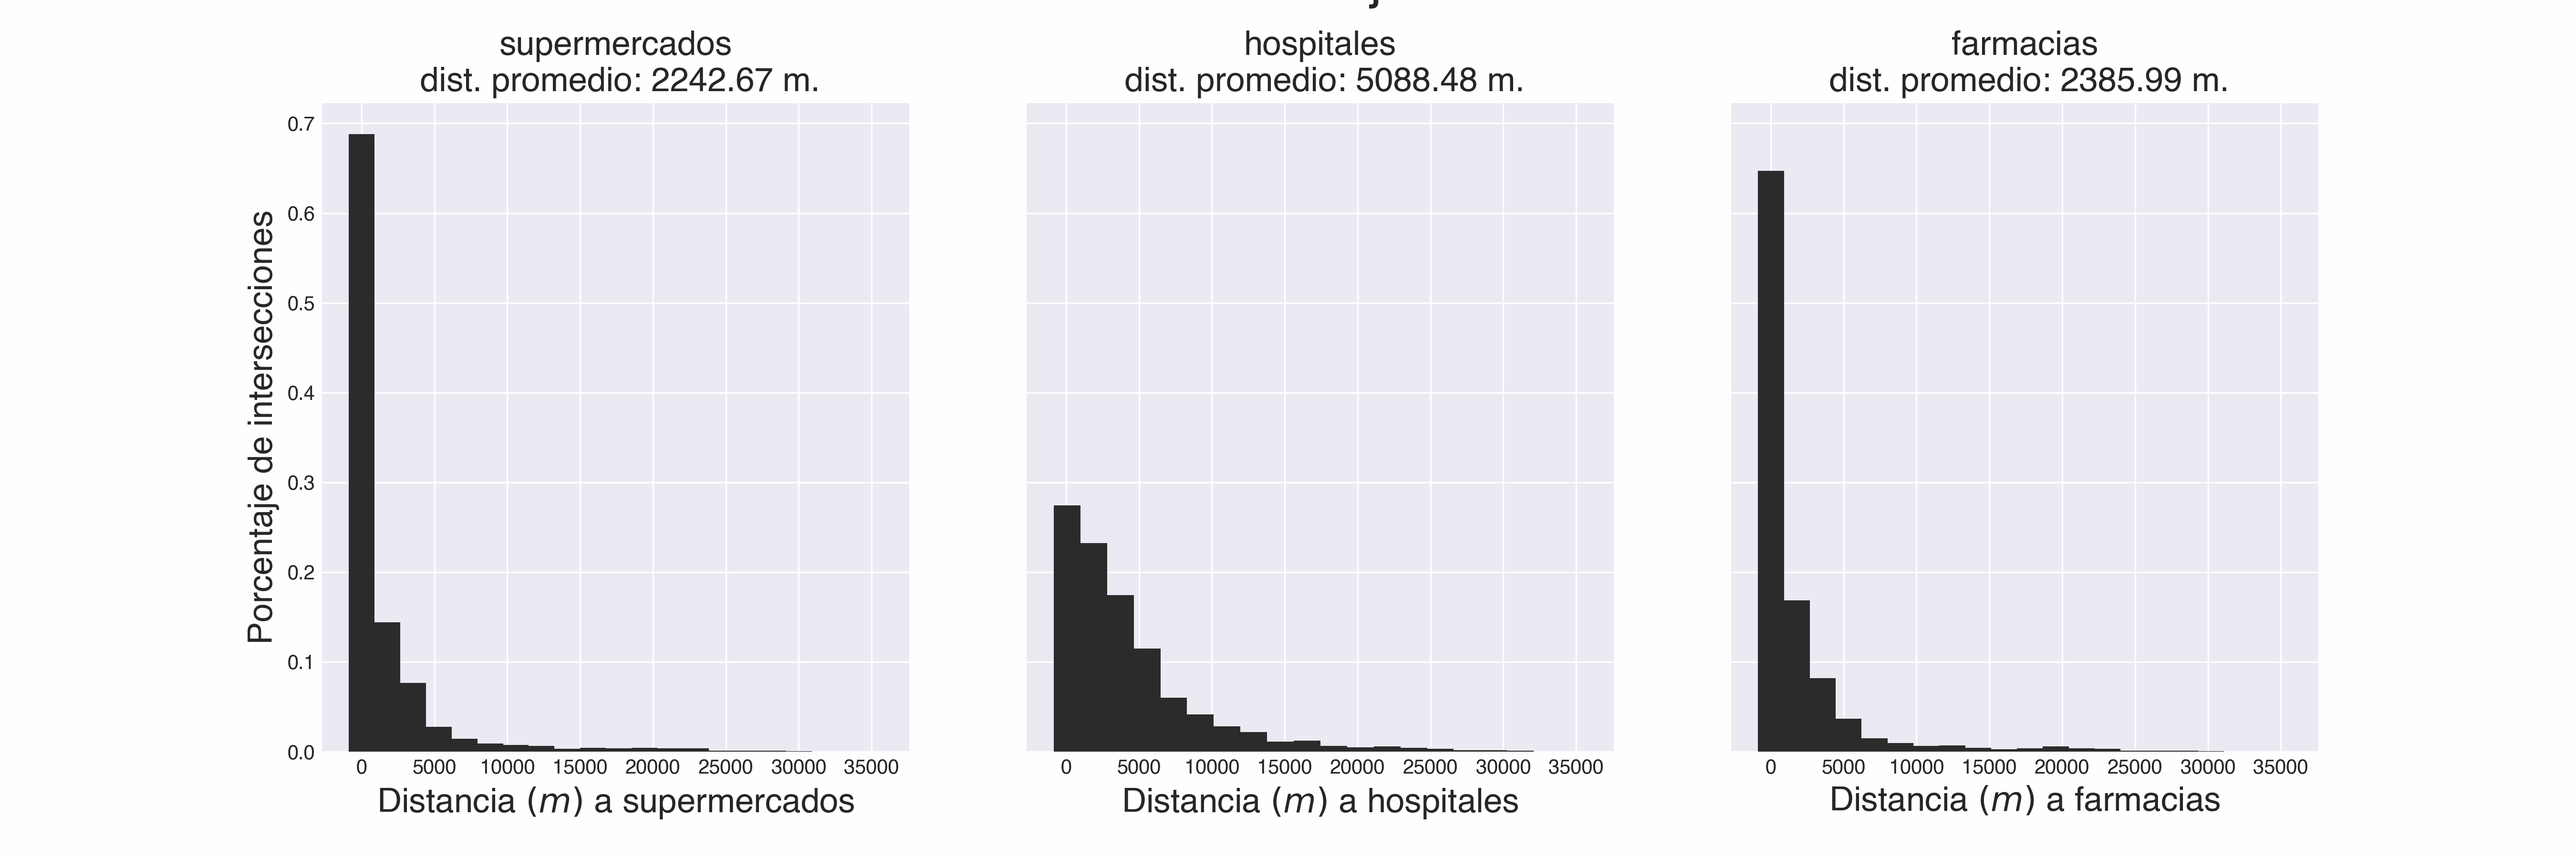 supermercados
dist. promedio: 2242.67 m.
hospitales
dist. promedio: 5088.48 m.
farmacias
dist. promedio: 2385.99 m.
Porcentaje de intersecciones
0.7
0.6
0.5
0.4
0.3
0.2
0.1
0.0
0 5000 10000 15000 20000 25000 30000 35000
0 5000 10000 15000 20000 25000 30000 35000
0 5000 10000 15000 20000 25000 30000 35000
Distancia (m) a supermercados
Distancia (m) a hospitales
Distancia (m) a farmacias